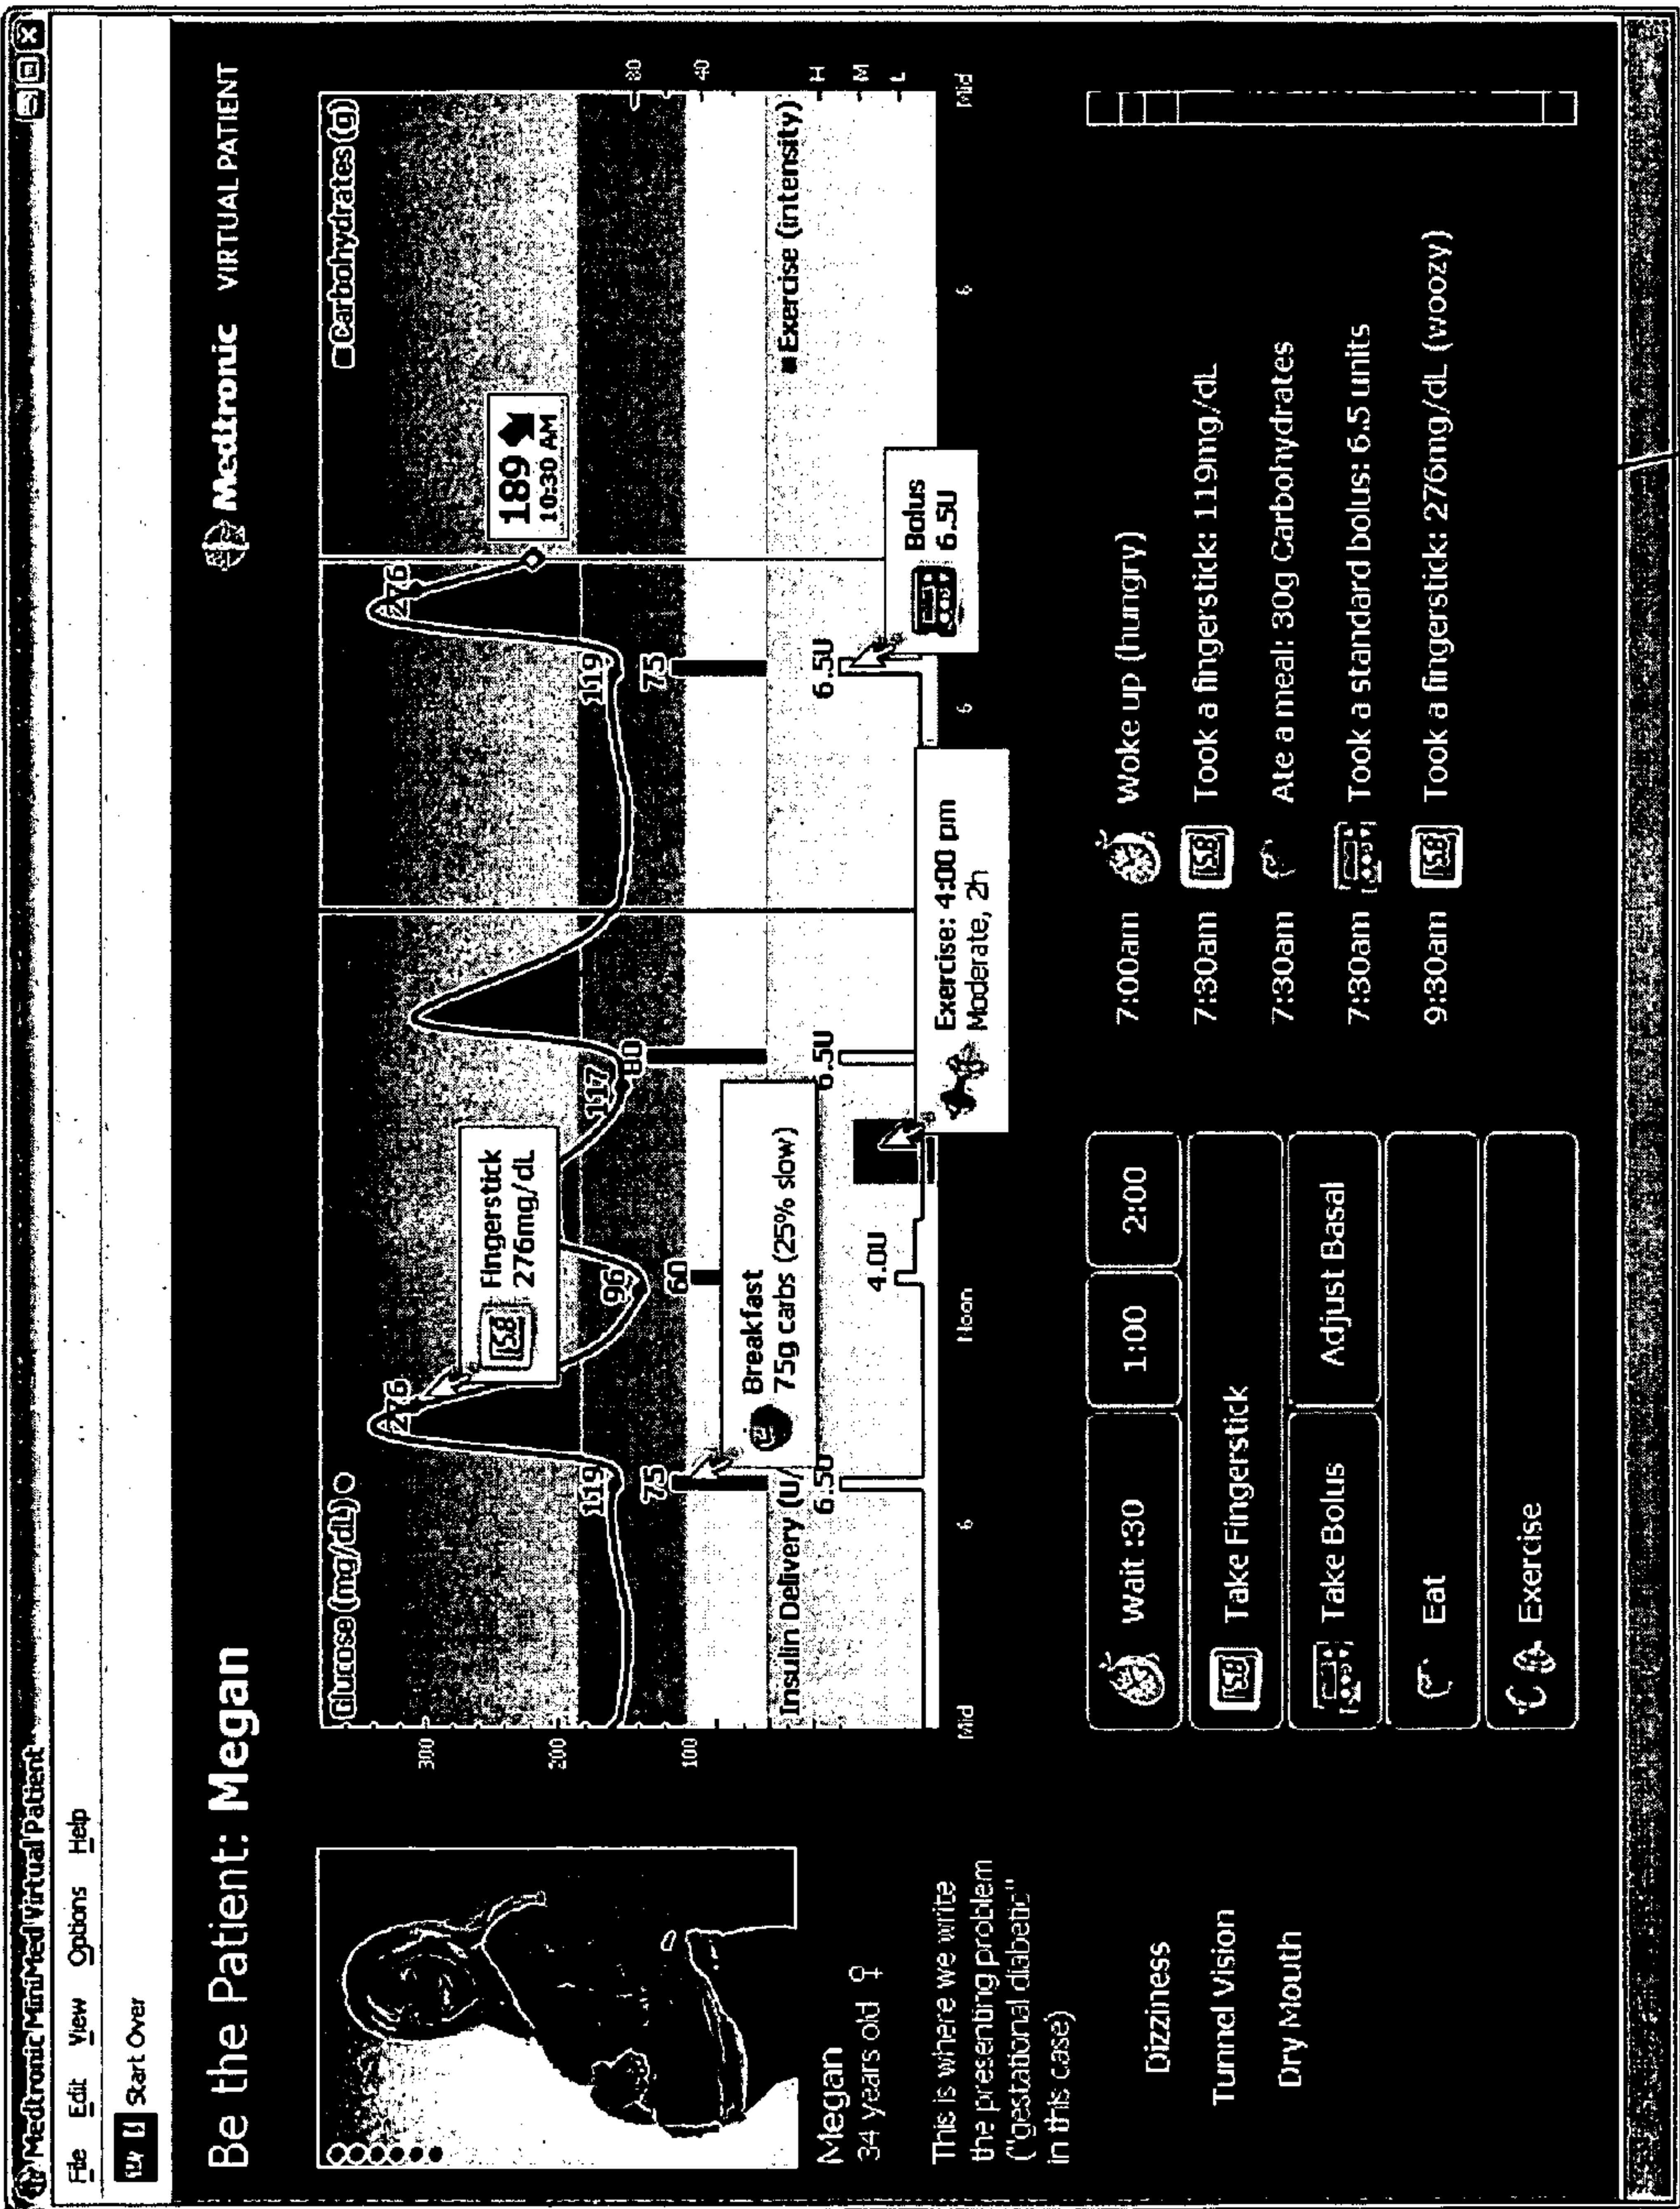 Medtronic MiniMed Virtual Patient
File Edit View Options Help
Start Over
Be the Patient: Megan
Medtronic VIRTUAL PATIENT
Megan
34 years old ♀
This is where we write
the presenting problem
("gestational diabetic"
in this case)
Dizziness
Tunnel Vision
Dry Mouth
Glucose (mg/dL)
Carbohydrates (g)
300
200
100
80
40
119
276
Fingerstick
276mg/dL
96
117
119
276
189
10:30 AM
75
60
80
75
Breakfast
75g carbs (25% slow)
Insulin Delivery (U/
Exercise (intensity)
H
M
L
6.5U
4.0U
6.5U
6.5U
Bolus
6.5U
Exercise: 4:00 pm
Moderate, 2h
Mid 6 Noon 6 6 Mid
Wait :30 1:00 2:00
Take Fingerstick
Take Bolus Adjust Basal
Eat
Exercise
7:00am Woke up (hungry)
7:30am Took a fingerstick: 119mg/dL
7:30am Ate a meal: 30g Carbohydrates
7:30am Took a standard bolus: 6.5 units
9:30am Took a fingerstick: 276mg/dL (woozy)